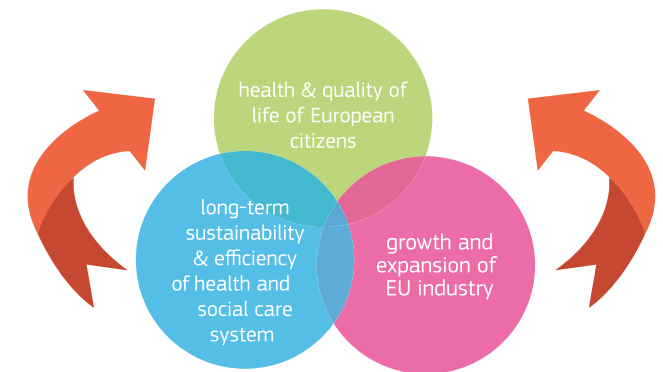 health & quality of
life of European
citizens
long-term
sustainability
& efficiency
of health and
social care
system
growth and
expansion of
EU industry